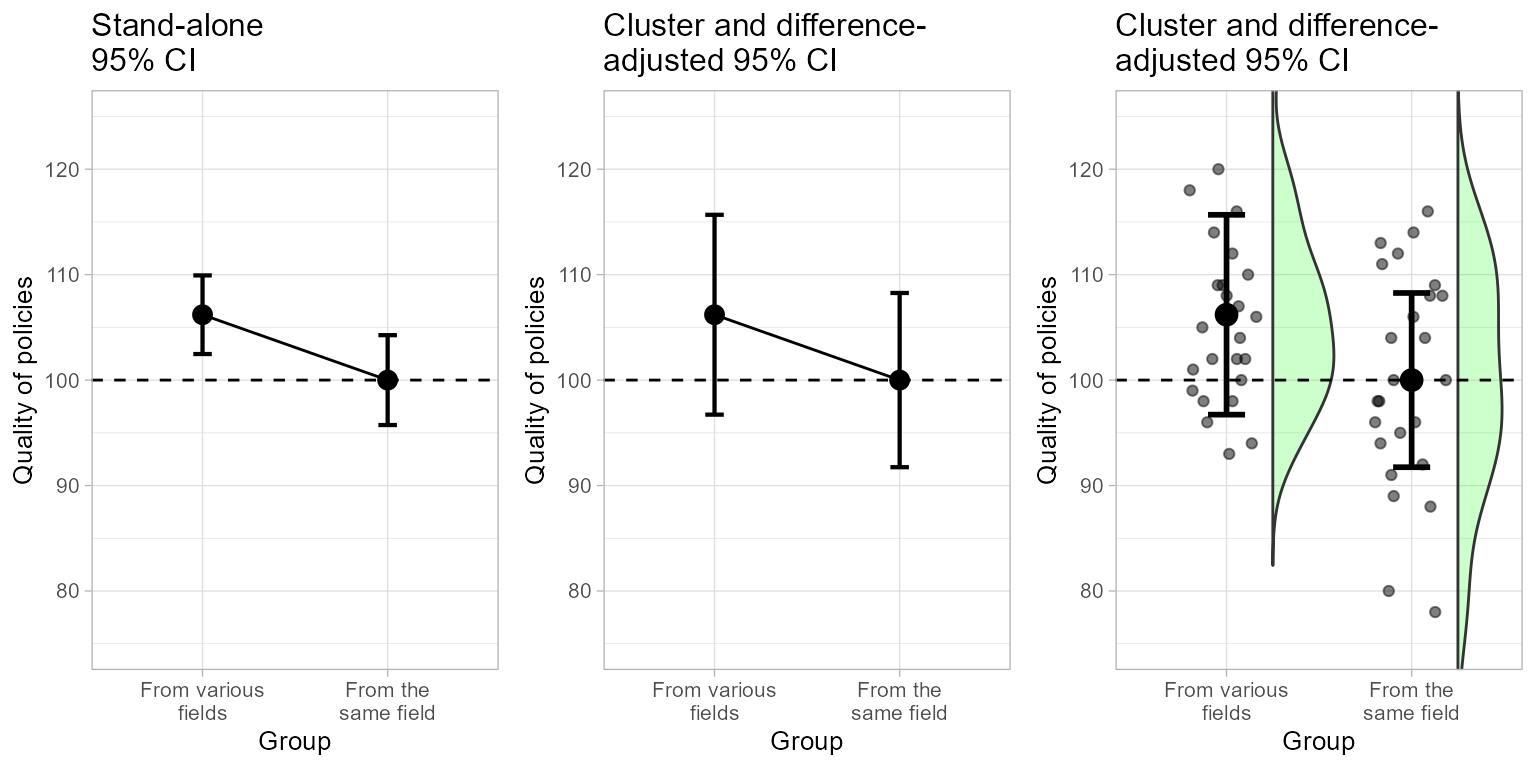 Stand-alone
95% CI
Quality of policies
120
110
100
90
80
From various
fields
From the
same field
Group
Cluster and difference-
adjusted 95% CI
Quality of policies
120
110
100
90
80
From various
fields
From the
same field
Group
Cluster and difference-
adjusted 95% CI
Quality of policies
120
110
100
90
80
From various
fields
From the
same field
Group